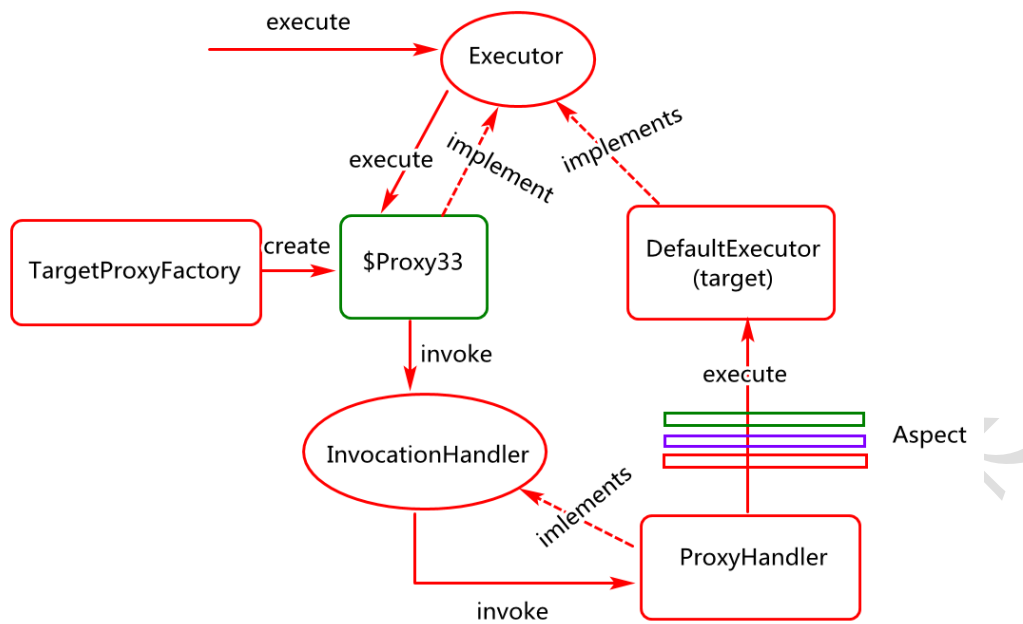 execute
Executor
execute
implement
implements
TargetProxyFactory
create
$Proxy33
DefaultExecutor
(target)
invoke
execute
Aspect
InvocationHandler
imlements
ProxyHandler
invoke